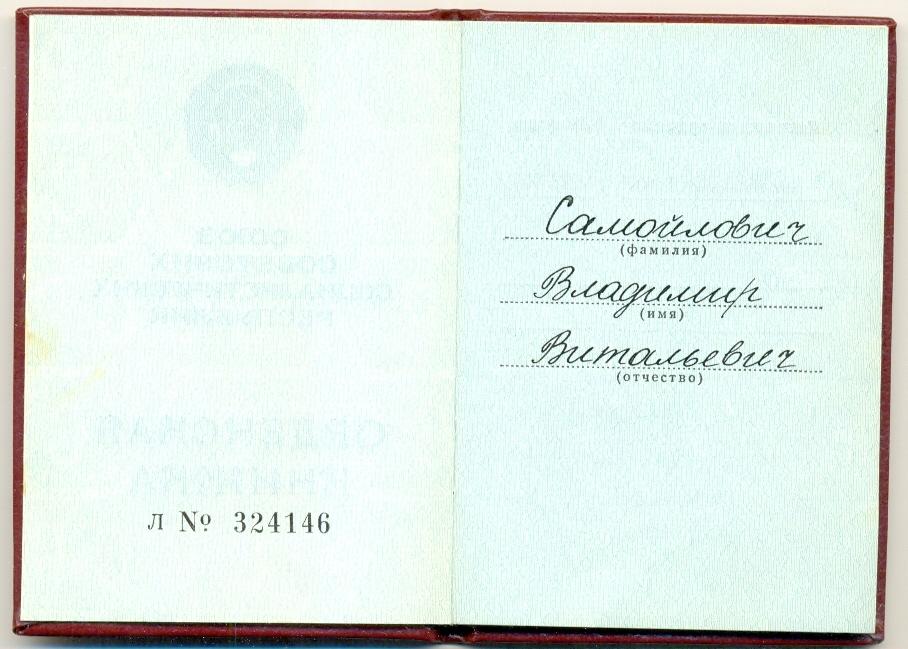 л № 324146
Самойлович
(фамилия)
Владимир
(имя)
Витальевич
(отчество)
СОЮЗ
СОВЕТСКИХ
СОЦИАЛИСТИЧЕСКИХ
РЕСПУБЛИК
ОРДЕНСКАЯ
КНИЖКА